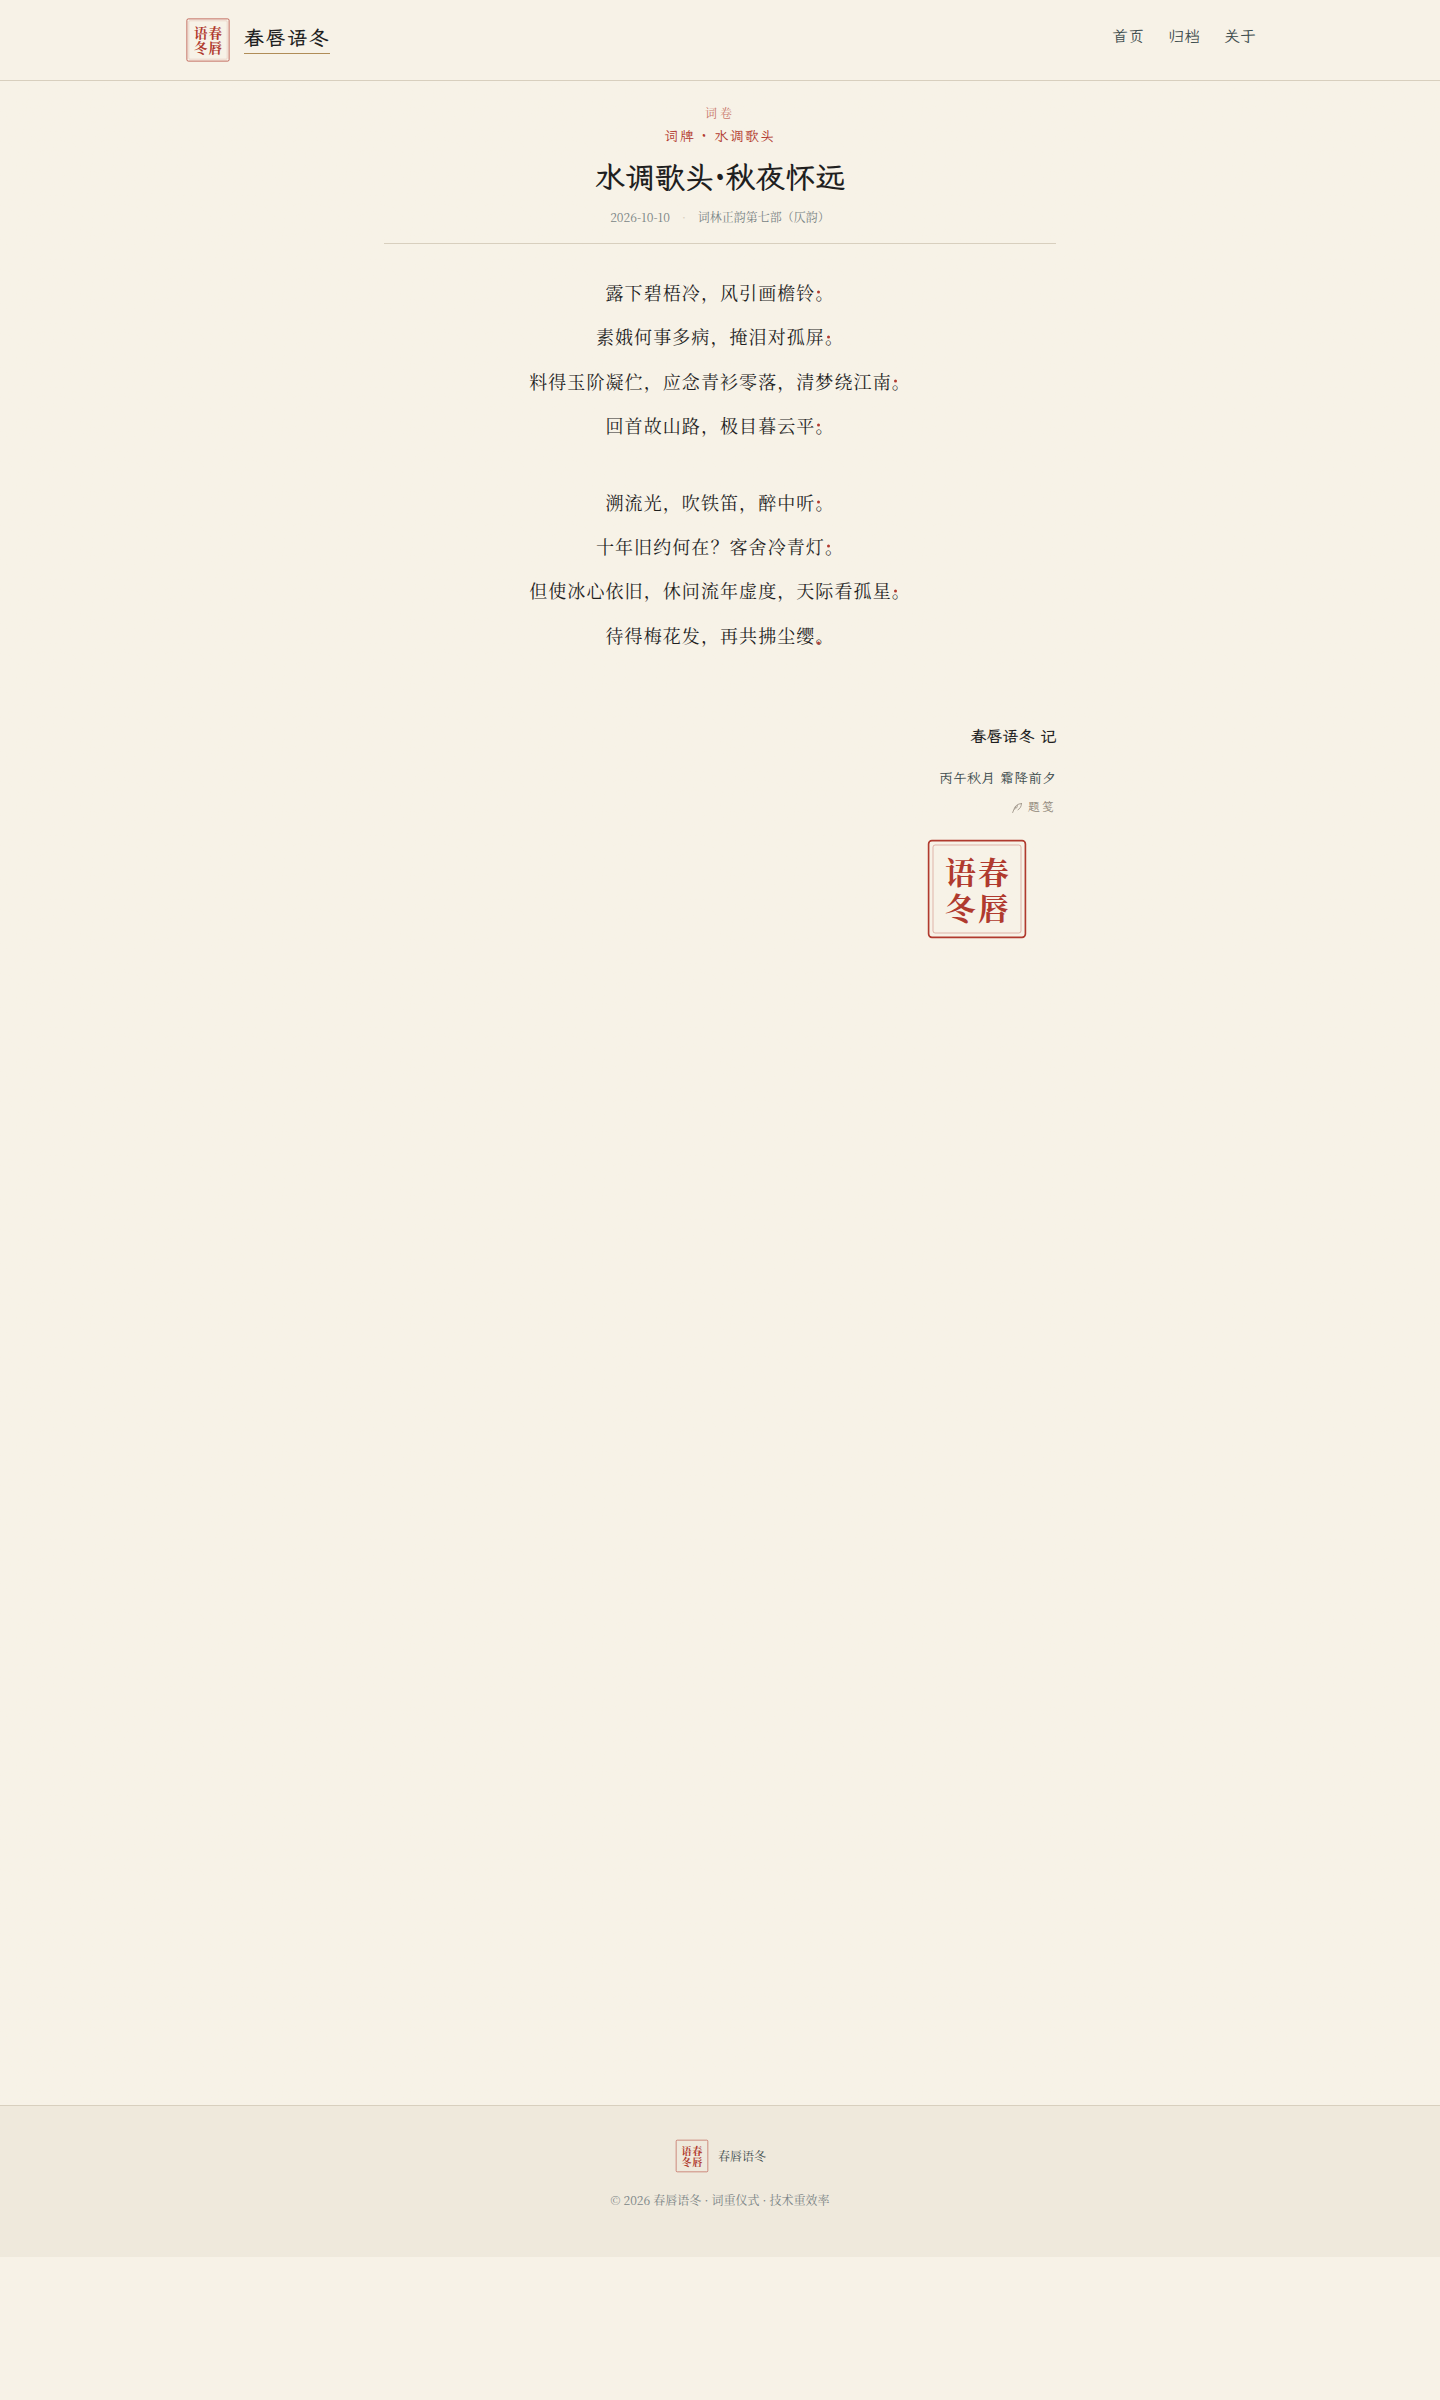 春唇语冬
春唇语冬
首页 归档 关于
词卷
词牌 · 水调歌头
水调歌头·秋夜怀远
2026-10-10 · 词林正韵第七部（仄韵）
露下碧梧冷，风引画檐铃。
素娥何事多病，掩泪对孤屏。
料得玉阶凝伫，应念青衫零落，清梦绕江南。
回首故山路，极目暮云平。
溯流光，吹铁笛，醉中听。
十年旧约何在？客舍冷青灯。
但使冰心依旧，休问流年虚度，天际看孤星。
待得梅花发，再共拂尘缨。
春唇语冬 记
丙午秋月 霜降前夕
题笺
春唇语冬
春唇语冬
春唇语冬
© 2026 春唇语冬 · 词重仪式 · 技术重效率